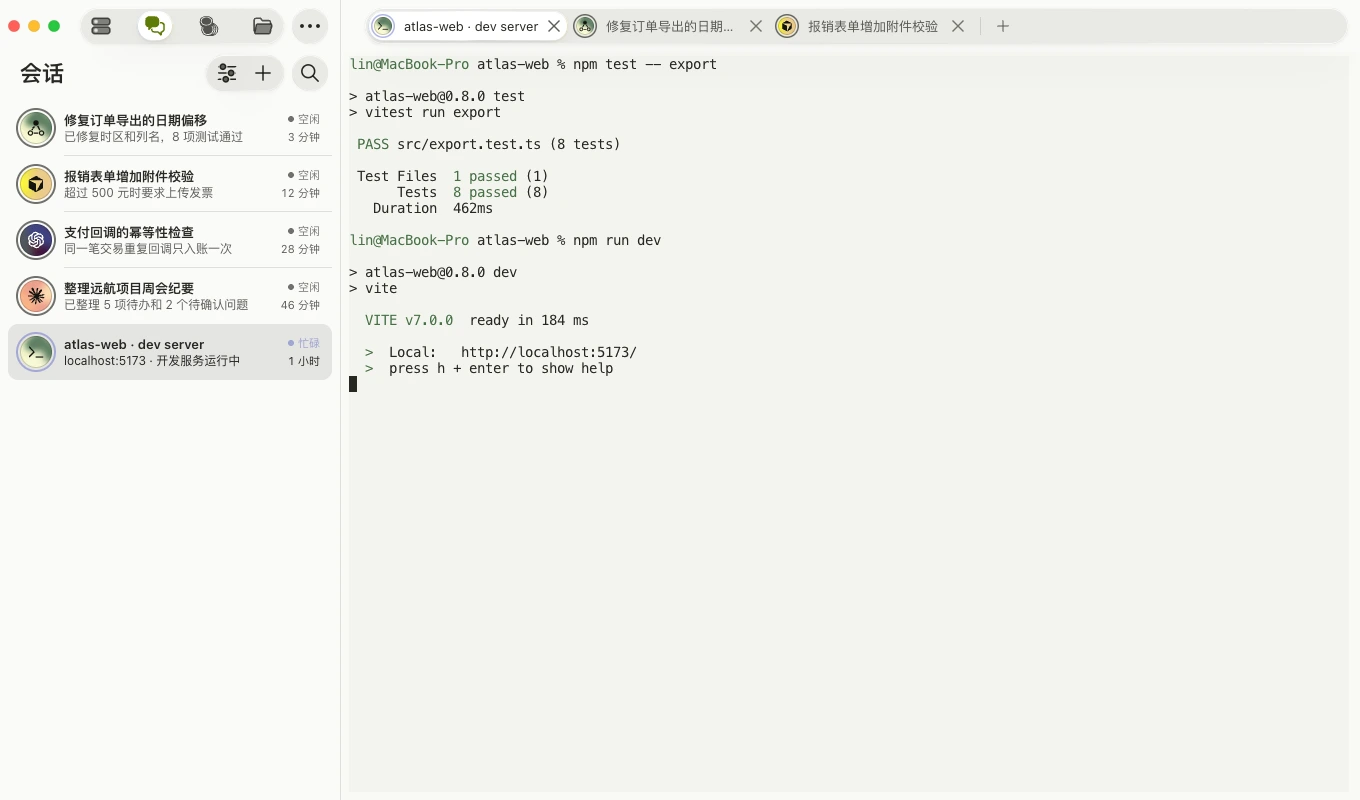 atlas-web · dev server
修复订单导出的日期...
报销表单增加附件校验
会话
修复订单导出的日期偏移
空闲
已修复时区和列名，8 项测试通过
3 分钟
报销表单增加附件校验
空闲
超过 500 元时要求上传发票
12 分钟
支付回调的幂等性检查
空闲
同一笔交易重复回调只入账一次
28 分钟
整理远航项目周会纪要
空闲
已整理 5 项待办和 2 个待确认问题
46 分钟
atlas-web · dev server
忙碌
localhost:5173 · 开发服务运行中
1 小时
lin@MacBook-Pro atlas-web % npm test -- export
> atlas-web@0.8.0 test
> vitest run export
PASS src/export.test.ts (8 tests)
Test Files  1 passed (1)
Tests  8 passed (8)
Duration  462ms
lin@MacBook-Pro atlas-web % npm run dev
> atlas-web@0.8.0 dev
> vite
VITE v7.0.0  ready in 184 ms
>  Local:   http://localhost:5173/
>  press h + enter to show help